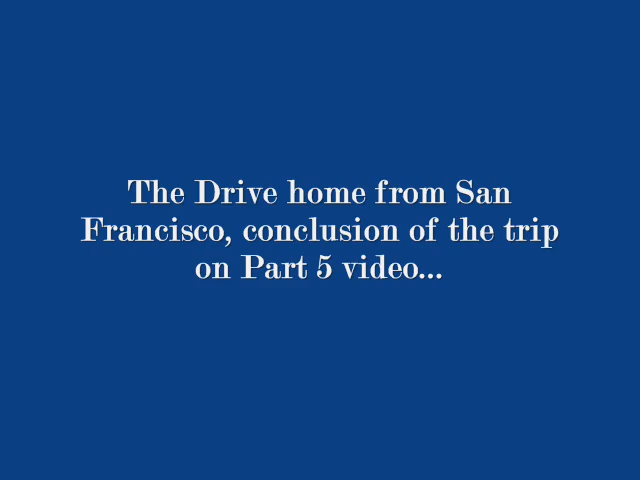 The Drive home from San
Francisco, conclusion of the trip
on Part 5 video...